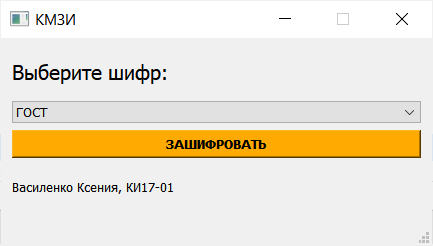 КМЗИ
Выберите шифр:
ГОСТ
ЗАШИФРОВАТЬ
Василенко Ксения, КИ17-01